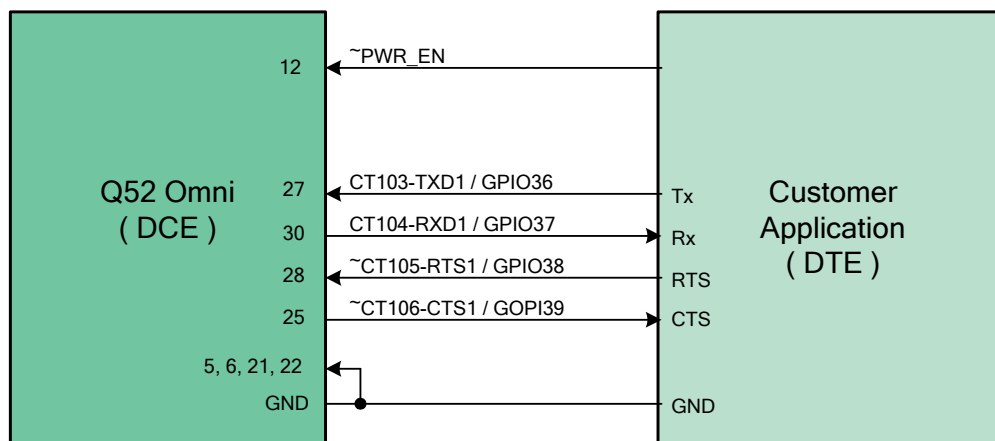 12
~PWR_EN
Q52 Omni
( DCE )
27
CT103-TXD1 / GPIO36
Tx
30
CT104-RXD1 / GPIO37
Rx
28
~CT105-RTS1 / GPIO38
RTS
25
~CT106-CTS1 / GOPI39
CTS
Customer
Application
( DTE )
5, 6, 21, 22
GND
GND